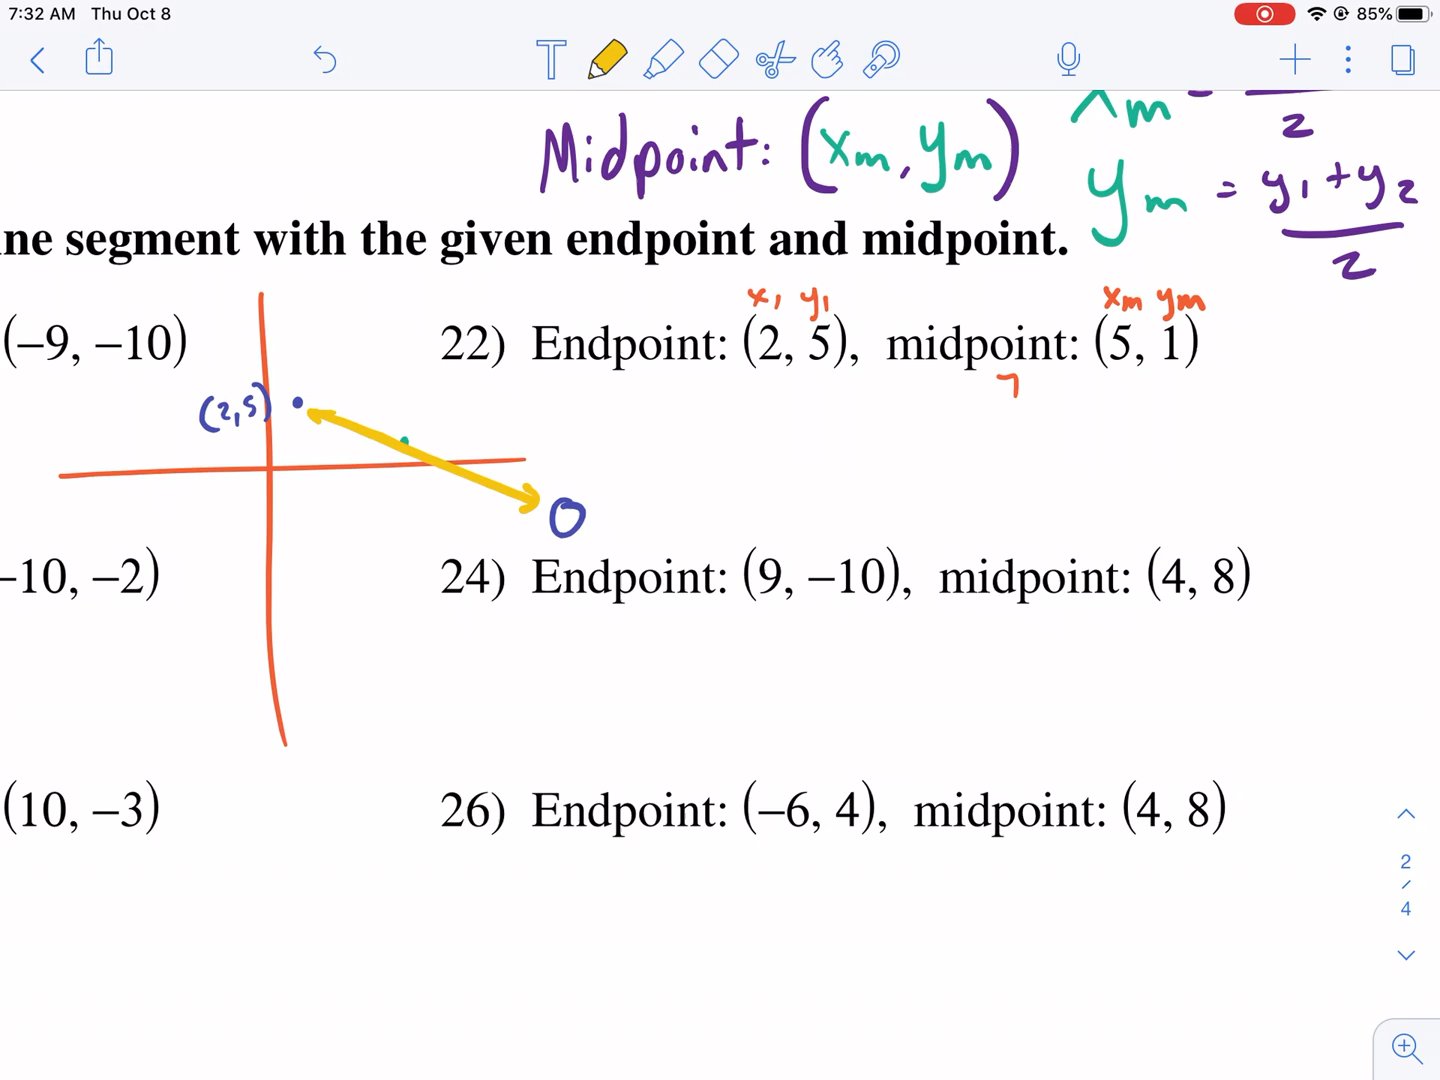 7:32 AM Thu Oct 8
85%
T
xm = 
2
Midpoint: (xm, ym)
ym = y1 + y2
2
ne segment with the given endpoint and midpoint.
x1 y1
xm ym
(–9, –10)
22) Endpoint: (2, 5), midpoint: (5, 1)
7
(2,5)
–10, –2)
24) Endpoint: (9, –10), midpoint: (4, 8)
(10, –3)
26) Endpoint: (–6, 4), midpoint: (4, 8)
2
/
4